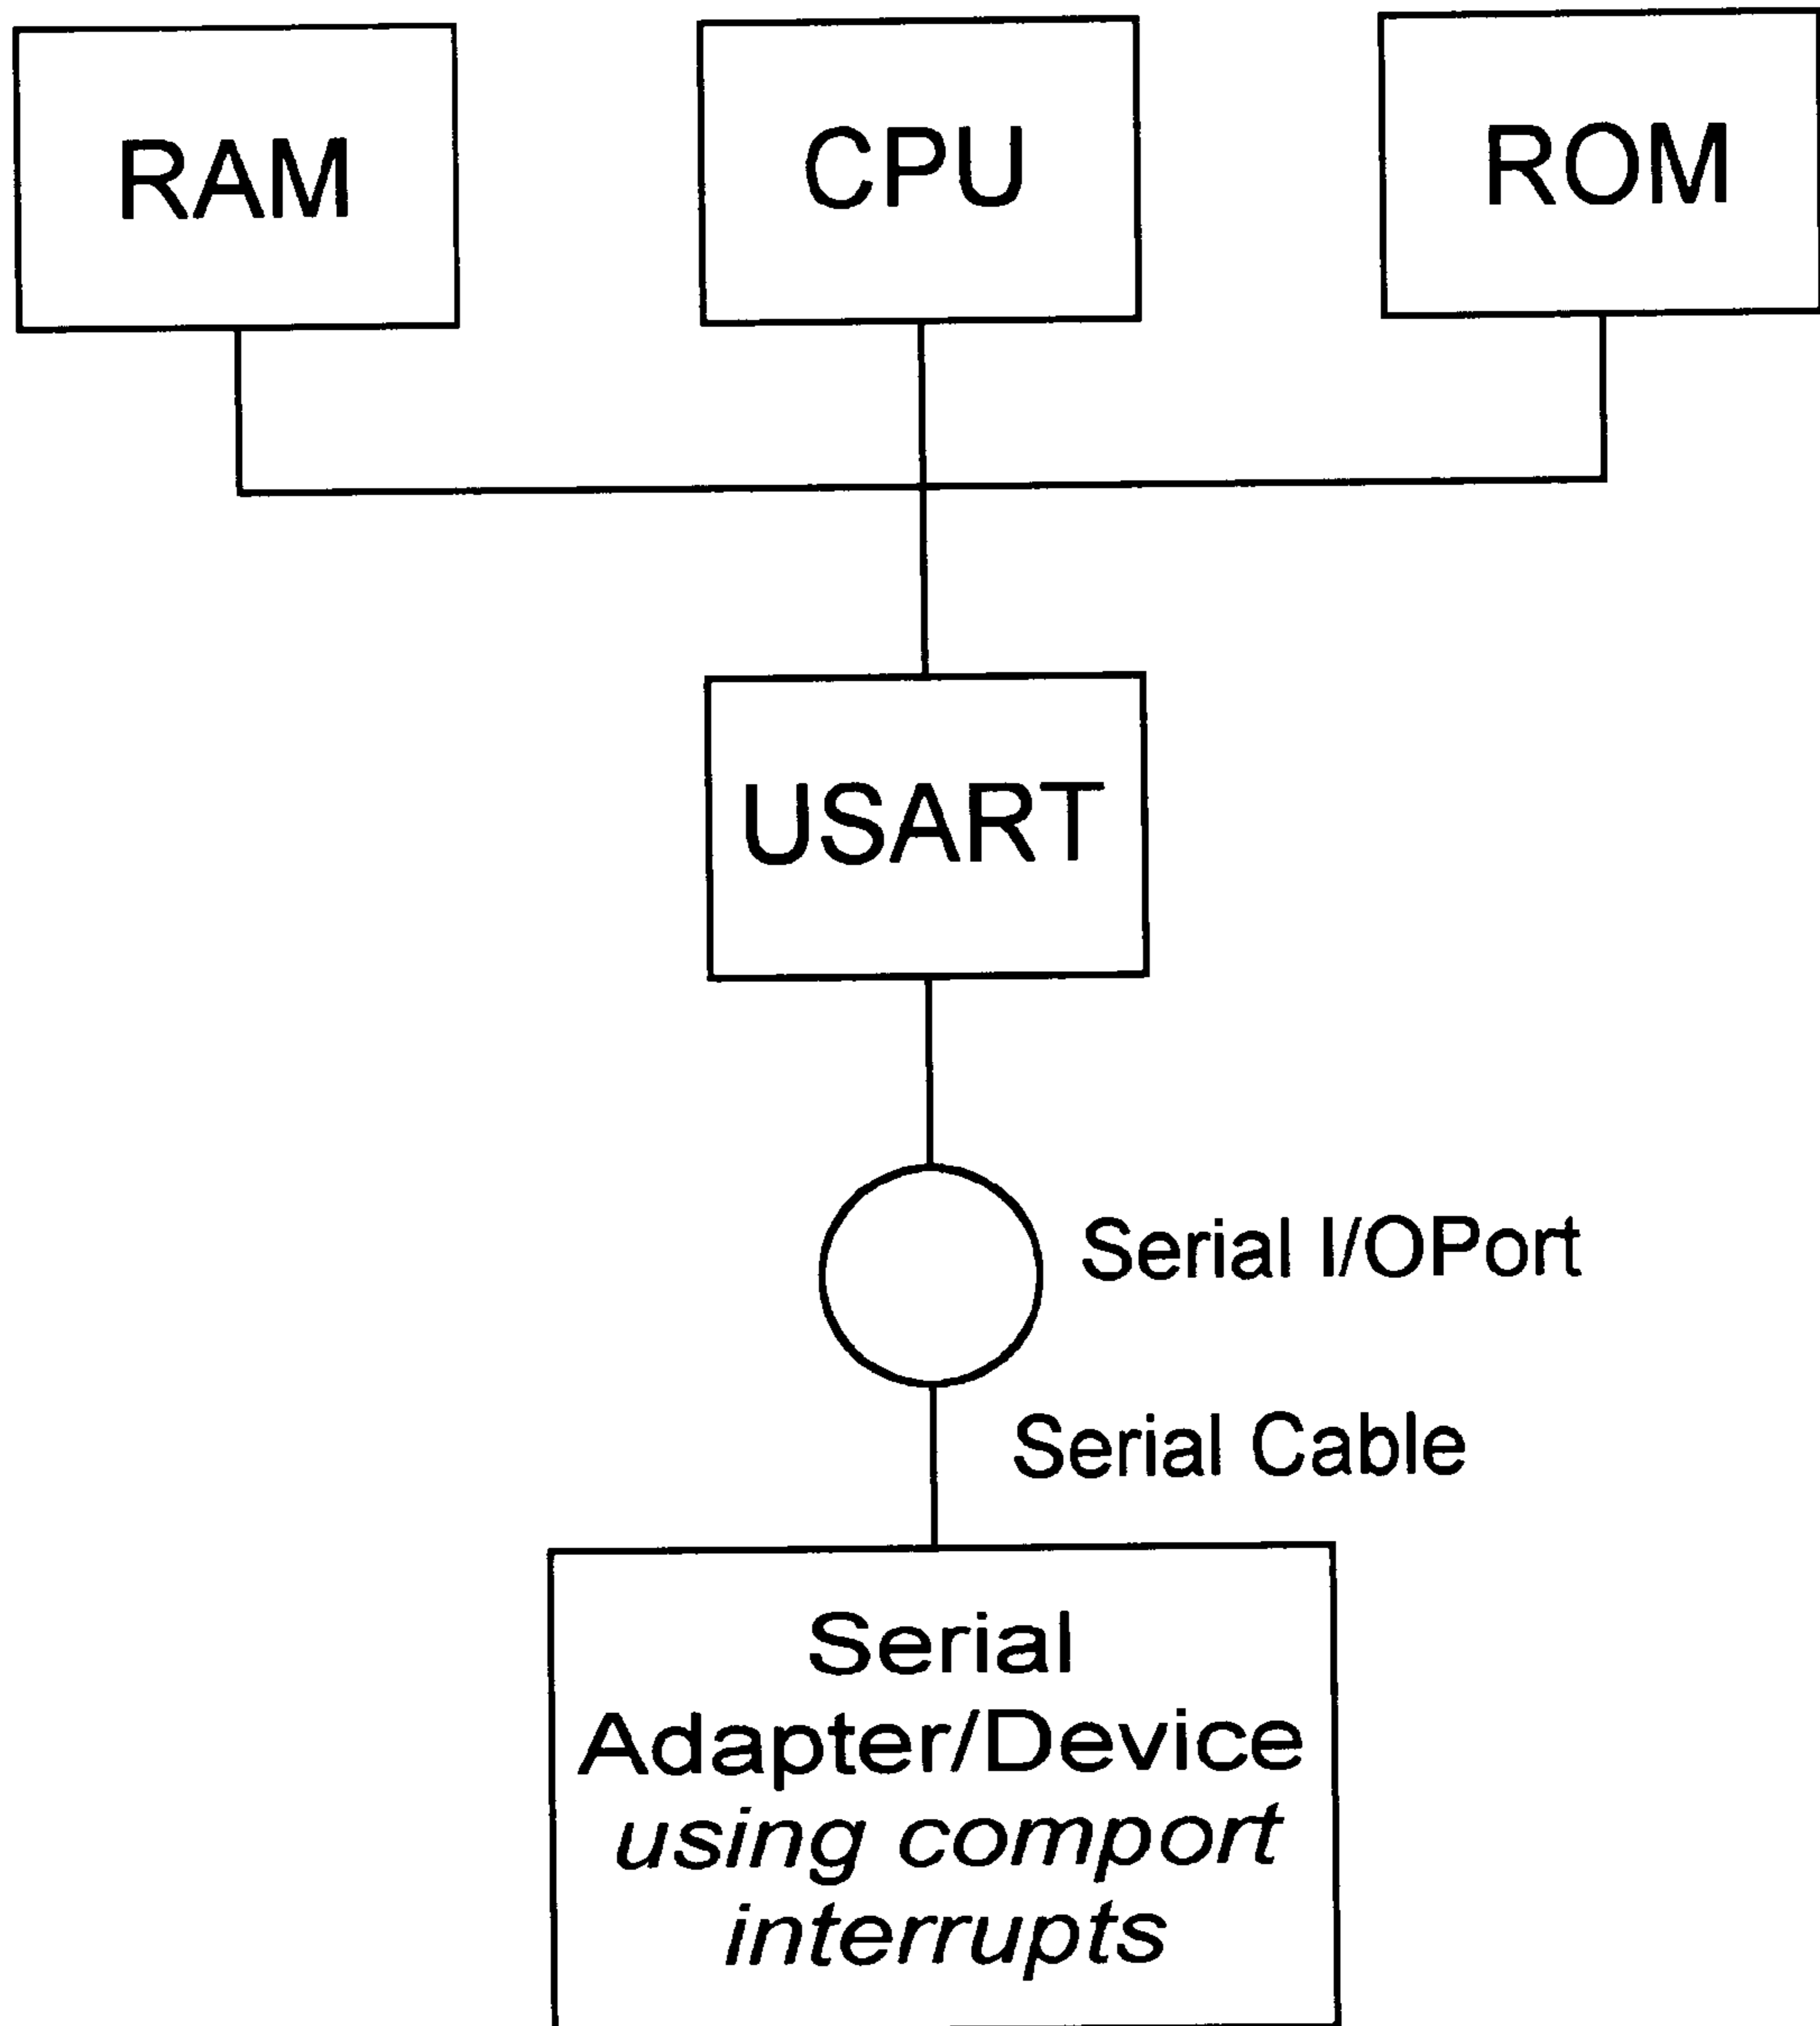 RAM
CPU
ROM
USART
Serial I/OPort
Serial Cable
Serial
Adapter/Device
using comport
interrupts